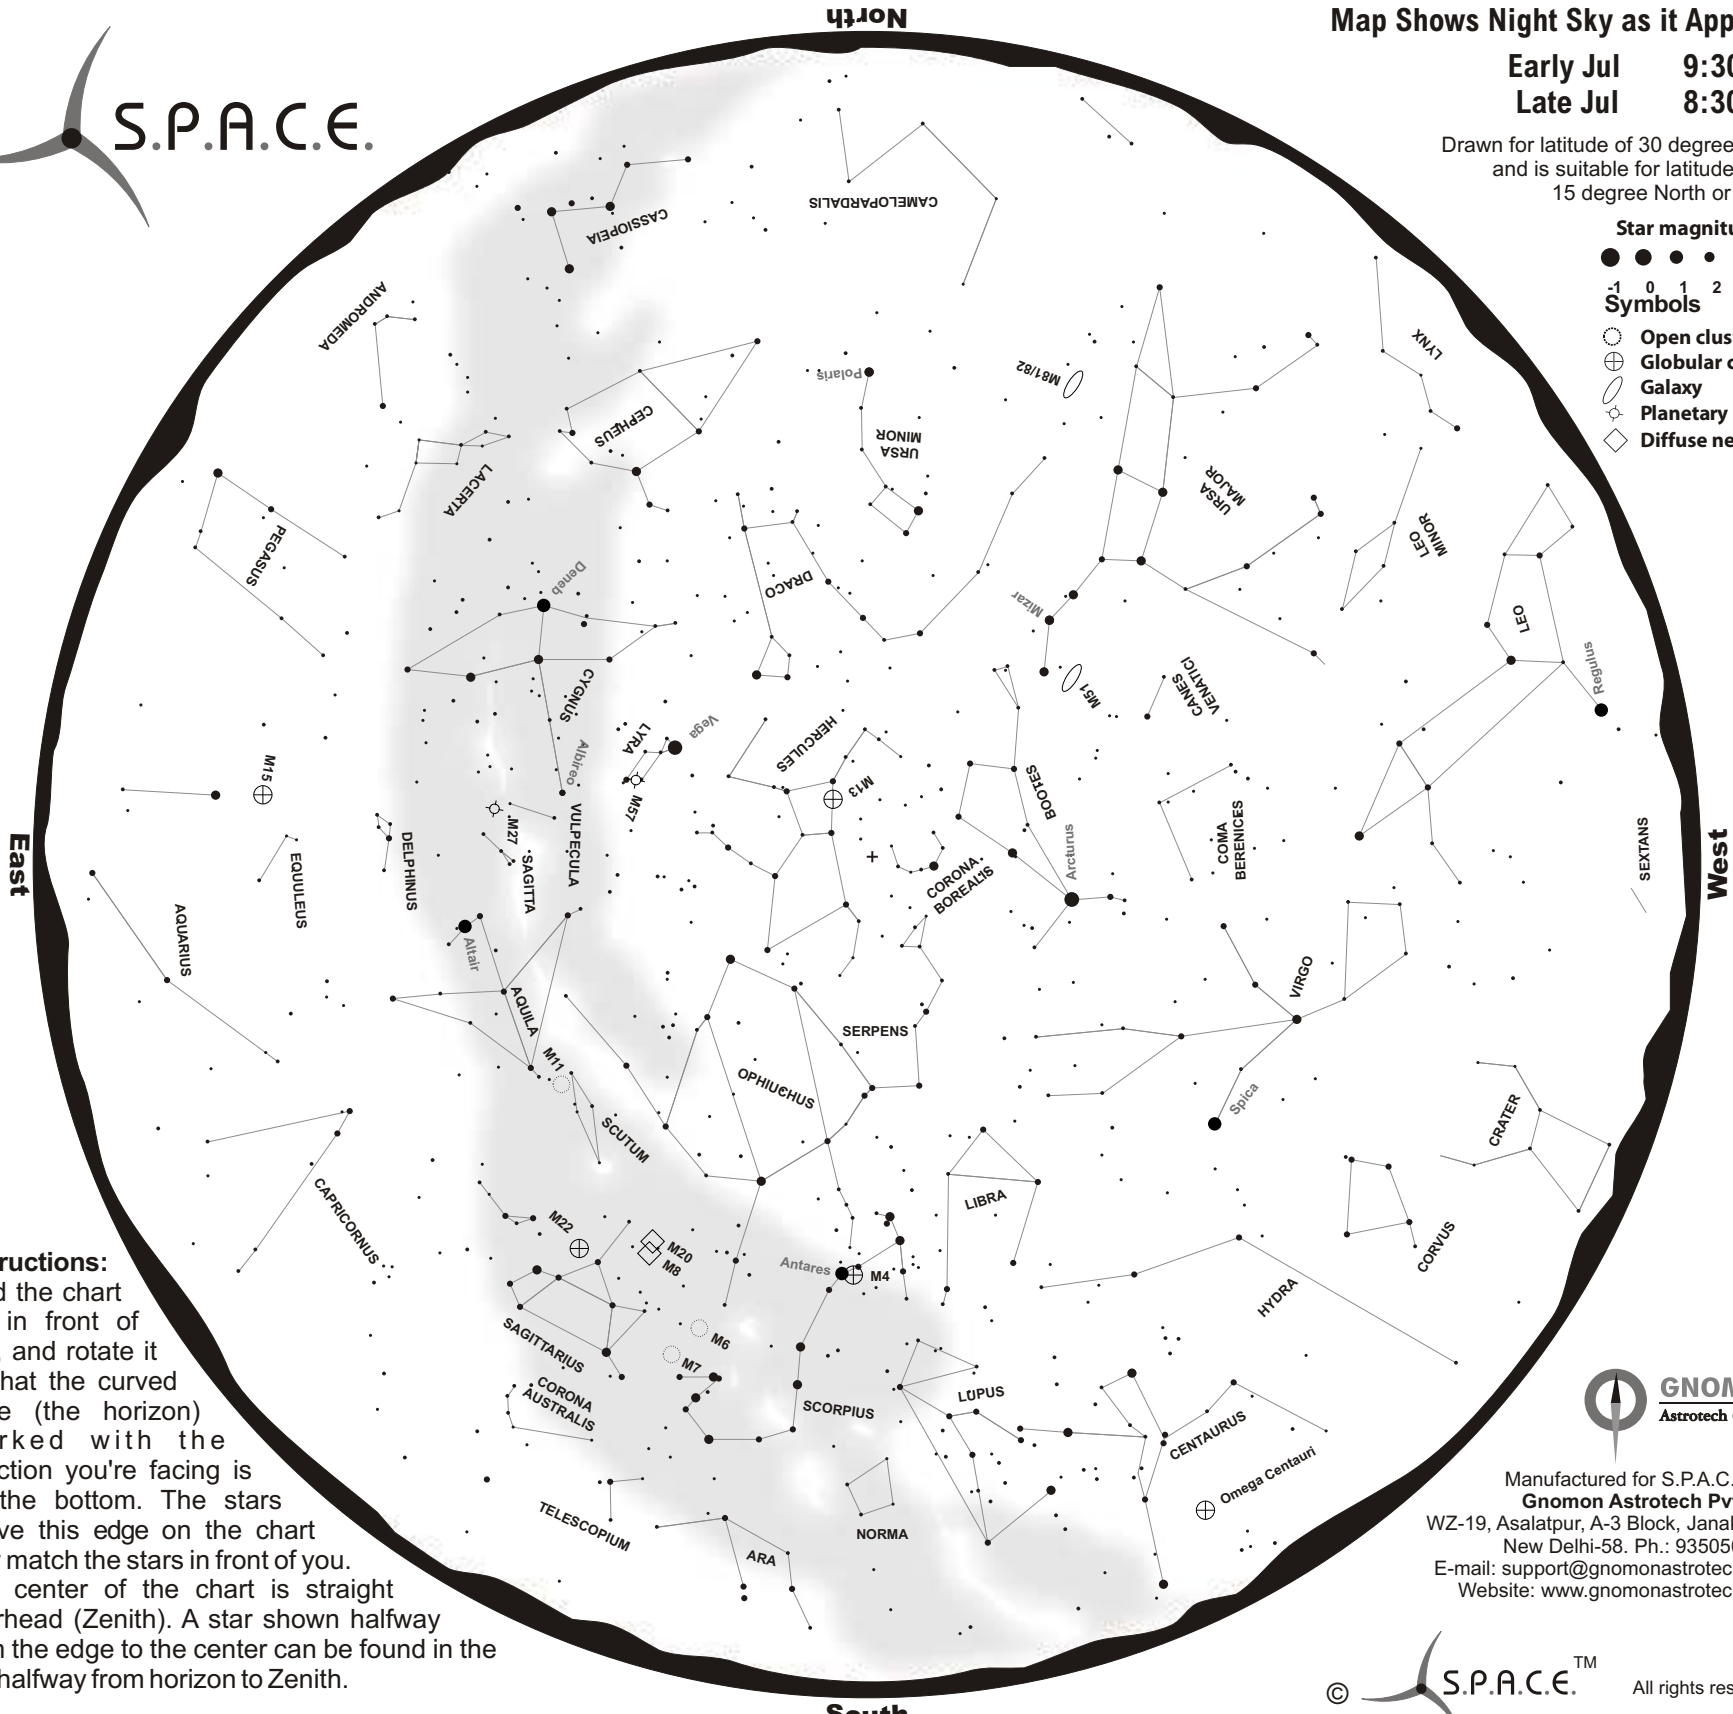 North
Map Shows Night Sky as it App
Early Jul 9:30
Late Jul 8:30
Drawn for latitude of 30 degree
and is suitable for latitude
15 degree North or
Star magnitu
-1 0 1 2
Symbols
Open clus
Globular c
Galaxy
Planetary
Diffuse ne
S.P.A.C.E.
CASSIOPEIA
CAMELOPARDALIS
ANDROMEDA
LYNX
Polaris
M81/82
CEPHEUS
URSA
MINOR
LACERTA
URSA
MAJOR
LEO
MINOR
PEGASUS
Deneb
DRACO
Mizar
LEO
Regulus
CYGNUS
M51
CANES
VENATICI
LYRA
Vega
HERCULES
Albireo
M15
M57
M13
BOOTES
M27
VULPECULA
DELPHINUS
SAGITTA
EQUULEUS
CORONA
BOREALIS
Arcturus
COMA
BERENICES
SEXTANS
East
West
AQUARIUS
Altair
AQUILA
VIRGO
SERPENS
M11
OPHIUCHUS
Spica
SCUTUM
CRATER
CAPRICORNUS
M22
M20
M8
LIBRA
Antares
M4
CORVUS
HYDRA
SAGITTARIUS
M6
M7
CORONA
AUSTRALIS
SCORPIUS
LUPUS
CENTAURUS
Omega Centauri
TELESCOPIUM
ARA
NORMA
South
ructions:
d the chart
in front of
and rotate it
hat the curved
e (the horizon)
rked with the
ction you're facing is
the bottom. The stars
ve this edge on the chart
match the stars in front of you.
center of the chart is straight
rhead (Zenith). A star shown halfway
the edge to the center can be found in the
halfway from horizon to Zenith.
GNOM
Astrotech
Manufactured for S.P.A.C.
Gnomon Astrotech Pv
WZ-19, Asalatpur, A-3 Block, Janak
New Delhi-58. Ph.: 93505
E-mail: support@gnomonastrotec
Website: www.gnomonastrotec
© S.P.A.C.E. TM All rights res